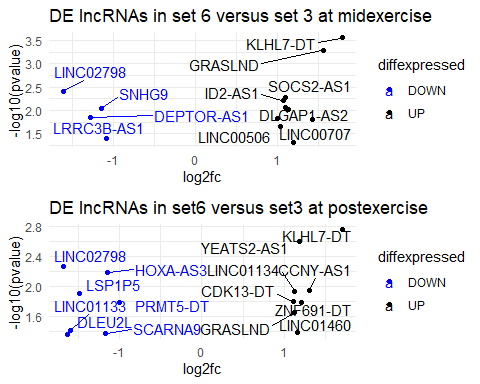 DE lncRNAs in set 6 versus set 3 at midexercise
-log10(pvalue)
3.5
3.0
2.5
2.0
1.5
KLHL7-DT
GRASLND
LINC02798
SNHG9
ID2-AS1
SOCS2-AS1
DEPTOR-AS1
DLGAP1-AS2
LRRC3B-AS1
LINC00506
LINC00707
-1
0
1
log2fc
diffexpressed
a DOWN
a UP
DE lncRNAs in set6 versus set3 at postexercise
-log10(pvalue)
2.8
2.4
2.0
1.6
KLHL7-DT
YEATS2-AS1
LINC02798
HOXA-AS3
LINC01134
CCNY-AS1
LSP1P5
CDK13-DT
LINC01133
PRMT5-DT
ZNF691-DT
DLEU2L
SCARNA9
GRASLND
LINC01460
-1
0
1
log2fc
diffexpressed
a DOWN
a UP